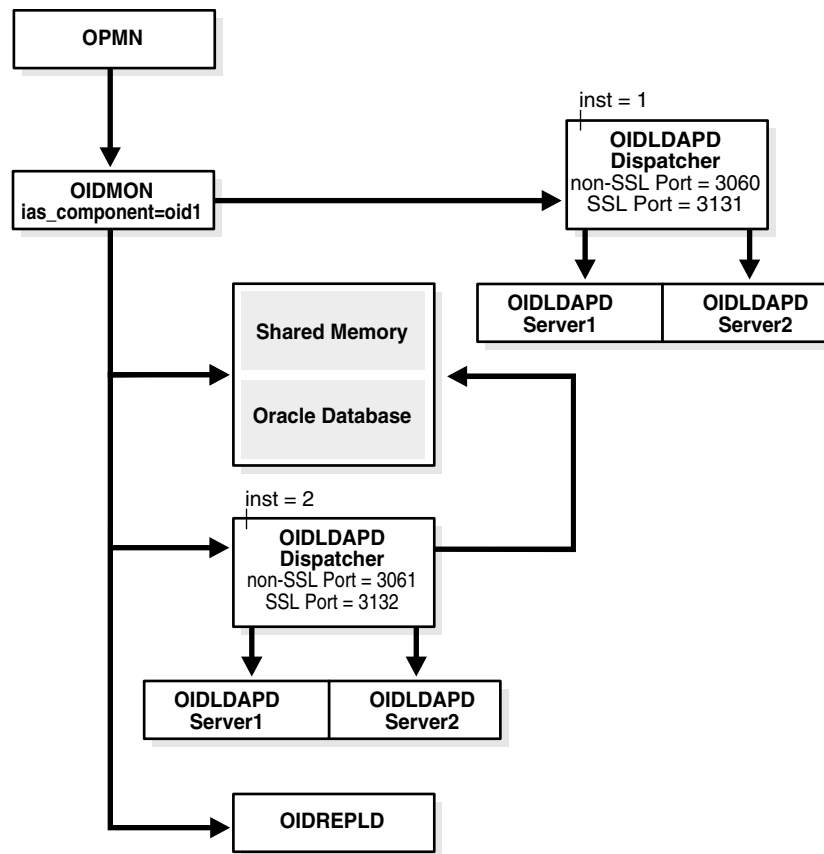 OPMN
inst = 1
OIDLDAPD
Dispatcher
non-SSL Port = 3060
SSL Port = 3131
OIDMON
ias_component=oid1
OIDLDAPD
Server1
OIDLDAPD
Server2
Shared Memory
Oracle Database
inst = 2
OIDLDAPD
Dispatcher
non-SSL Port = 3061
SSL Port = 3132
OIDLDAPD
Server1
OIDLDAPD
Server2
OIDREPLD